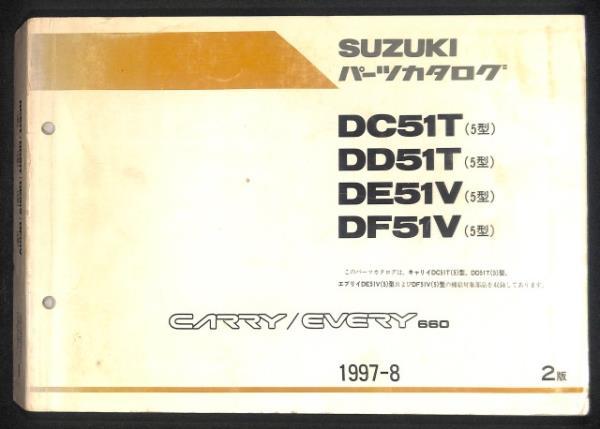 SUZUKI
パーツカタログ
DC51T(5型)
DD51T(5型)
DE51V(5型)
DF51V(5型)
このパーツカタログは、キャリイDC51T(5)型、DD51T(5)型、
エブリイDE51V(5)型及びDF51V(5)型の補給対象部品を収録しております。
CARRY/EVERY 660
1997-8
2版